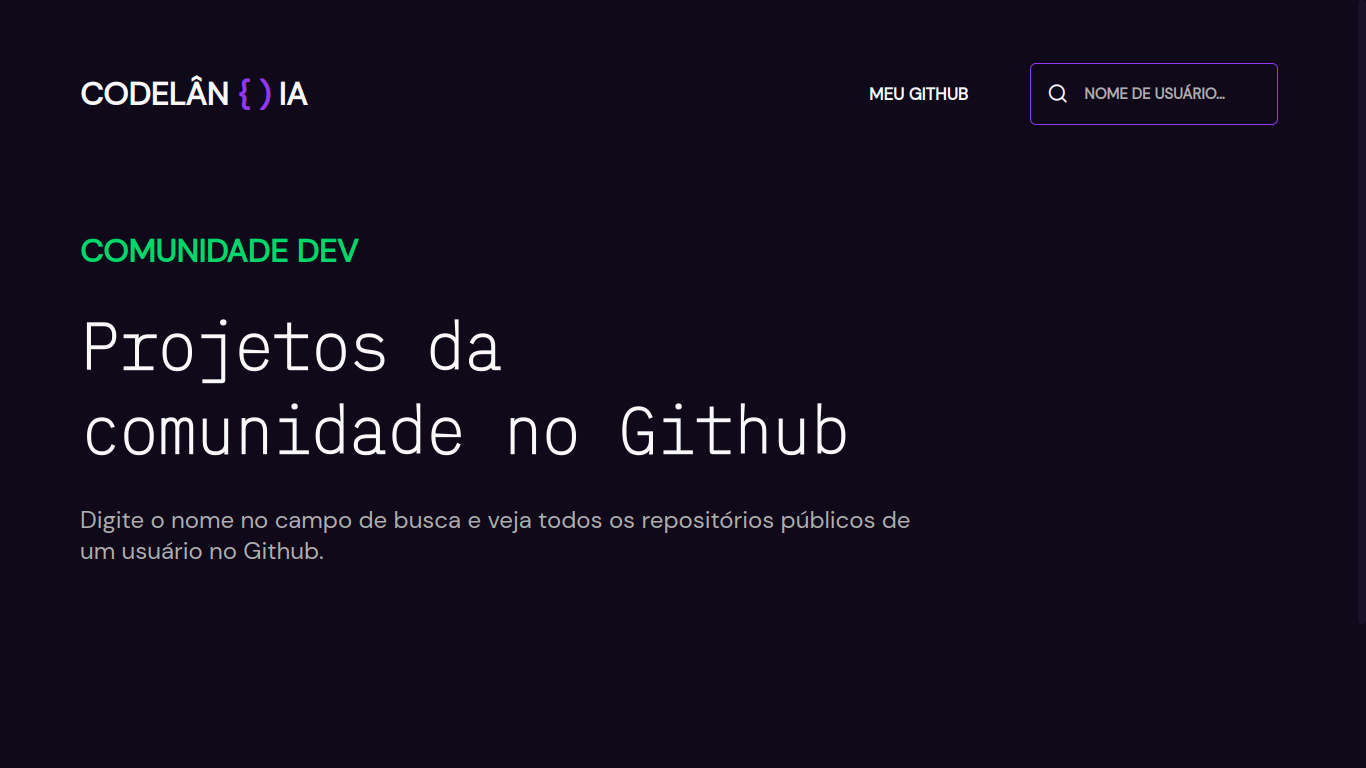 CODELÂN { ) IA
MEU GITHUB
NOME DE USUÁRIO...
COMUNIDADE DEV
Projetos da
comunidade no Github
Digite o nome no campo de busca e veja todos os repositórios públicos de
um usuário no Github.